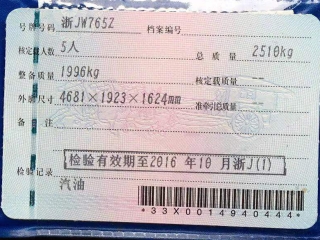 号牌号码 浙JW765Z 档案编号
核定载人数 5人 总质量 2510kg
整备质量 1996kg 核定载质量
外廓尺寸 4681×1923×1624mm 准牵引总质量
备注
检验有效期至2016 年 10 月浙J(1)
检验记录
汽油
*33X0014940444*